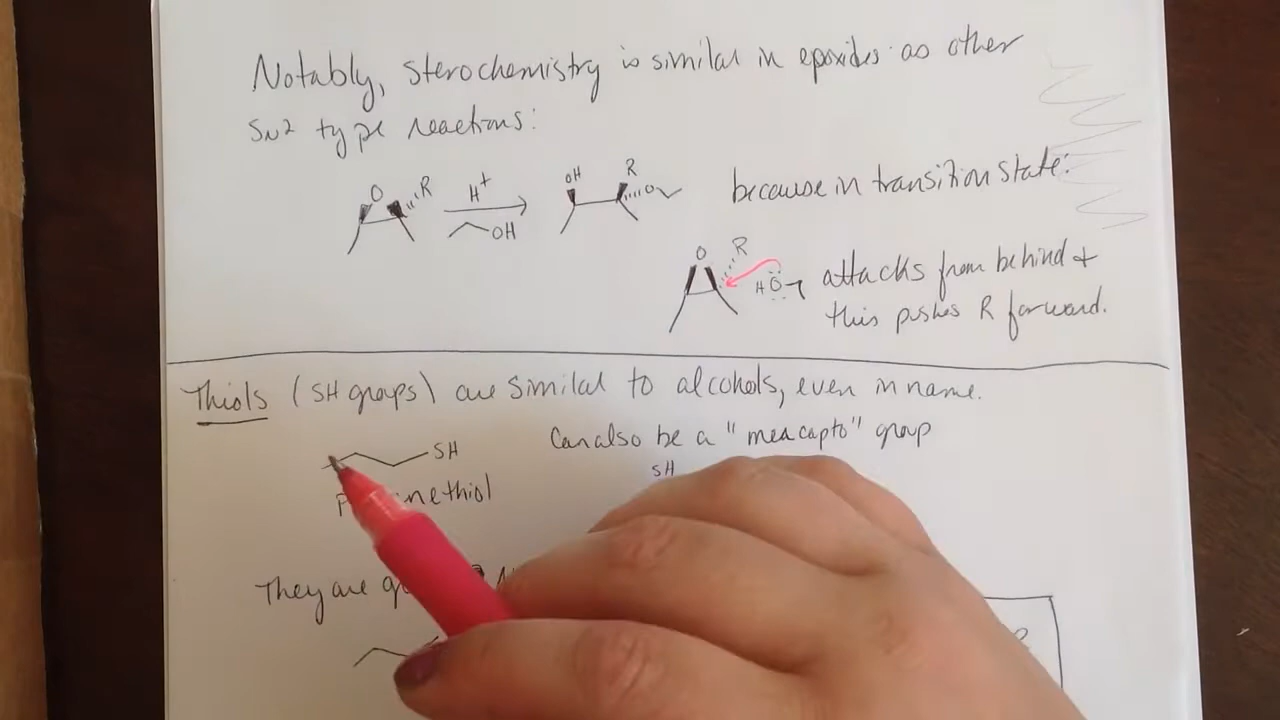 Notably, sterochemistry is similar in epoxides as other
SN2 type reactions:
O R H+ OH OH R O
because in transition state:
O R HO
attacks from behind +
this pushes R forward.
Thiols (SH groups) are similar to alcohols, even in name.
SH
Can also be a "mercapto" group
SH
nethiol
They are